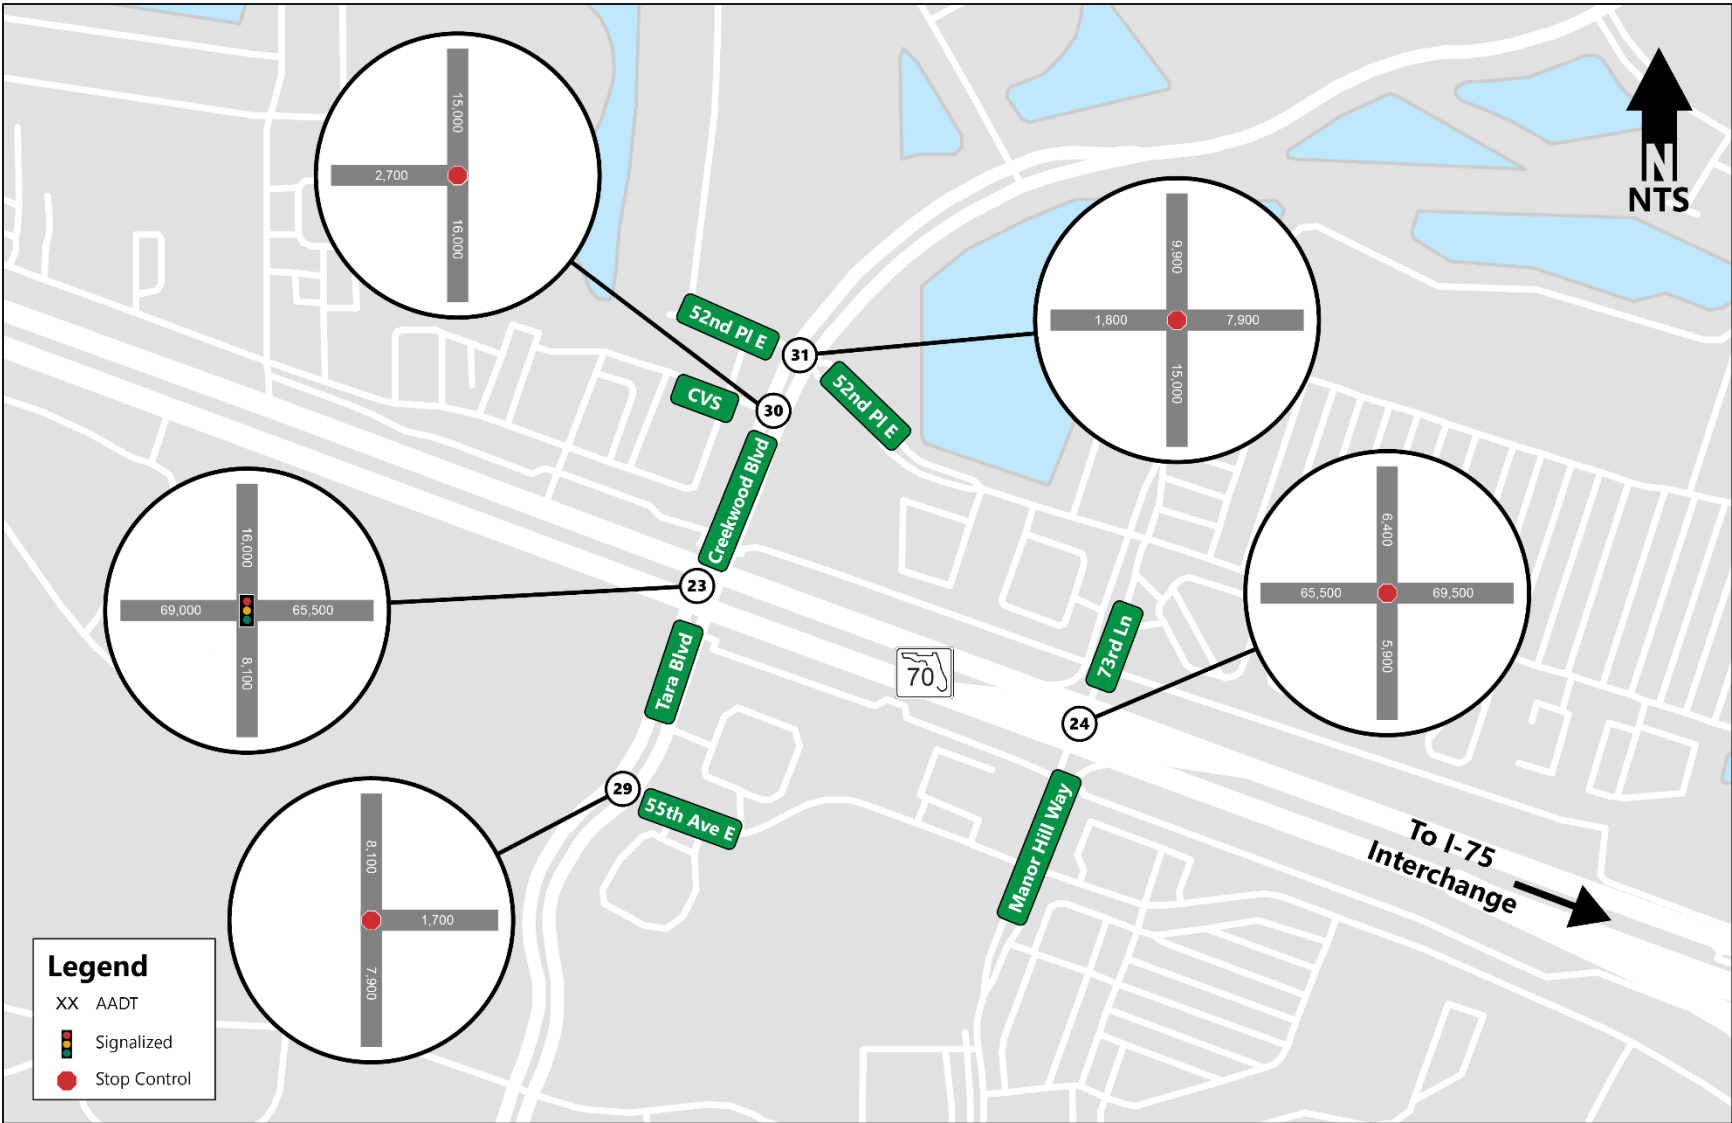 15,000
2,700
16,000
N
NTS
9,900
1,800
7,900
15,000
52nd Pl E
31
CVS
30
52nd Pl E
Creekwood Blvd
16,000
69,000
65,500
8,100
23
6,400
65,500
69,500
5,900
Tara Blvd
70
73rd Ln
24
29
55th Ave E
Manor Hill Way
8,100
1,700
7,900
To I-75
Interchange
Legend
XX AADT
Signalized
Stop Control